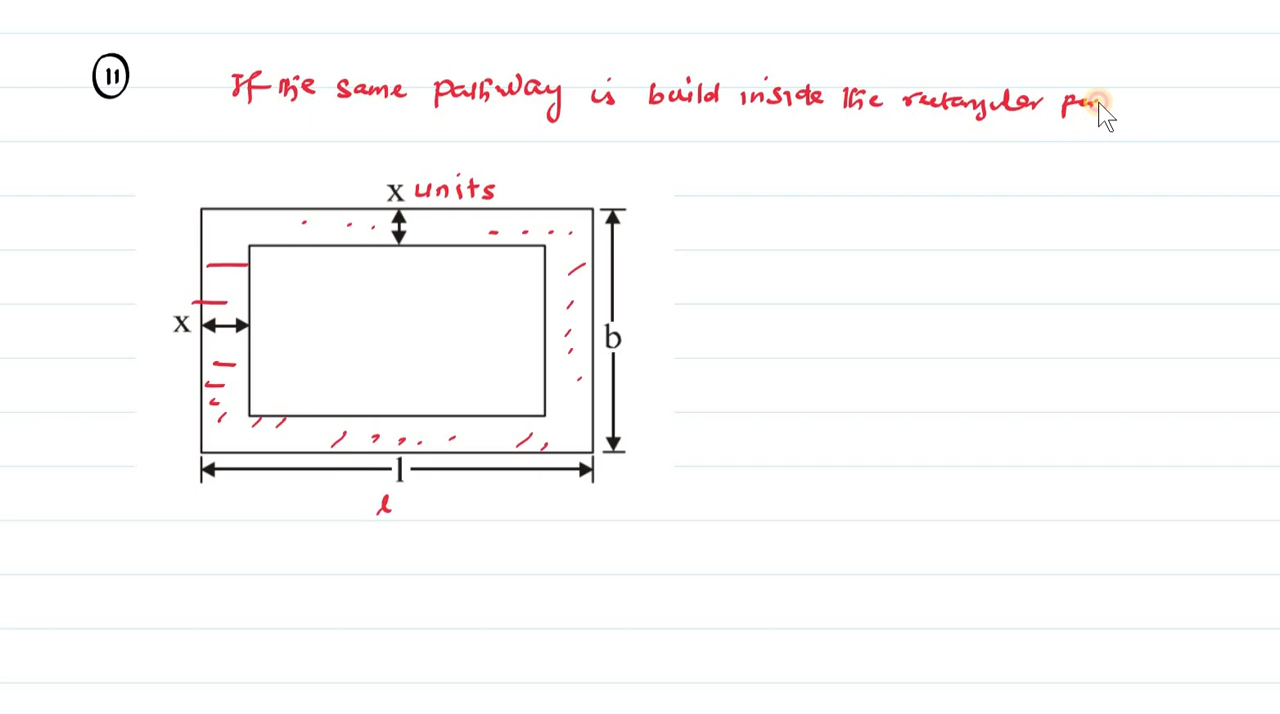 11 If the same pathway is build inside the rectangular
x units
x
b
l
l